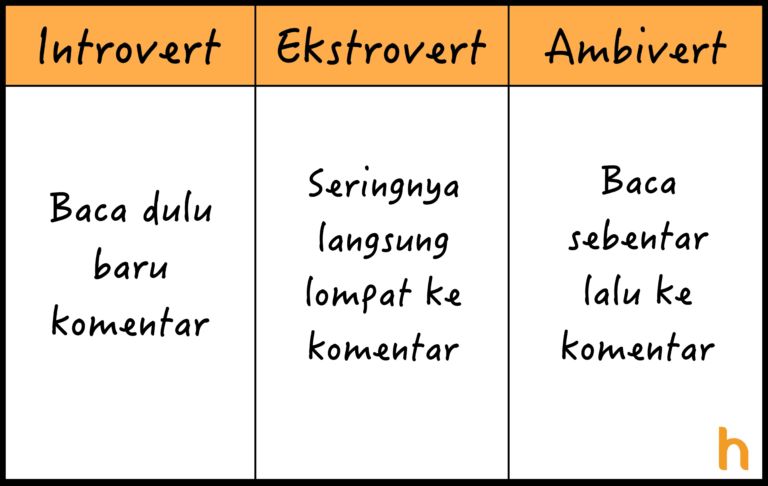 Introvert
Ekstrovert
Ambivert
Baca dulu
baru
komentar
Seringnya
langsung
lompat ke
komentar
Baca
sebentar
lalu ke
komentar
h